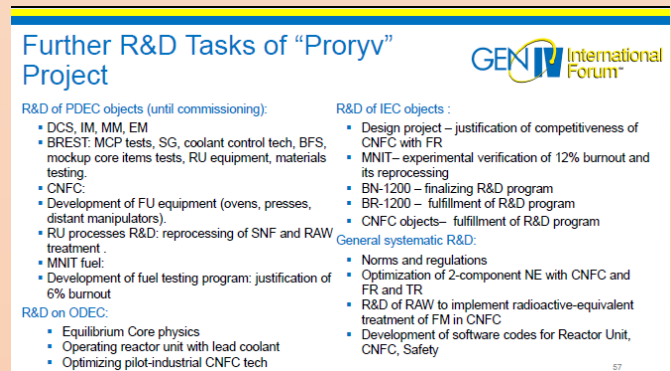 Further R&D Tasks of “Proryv”
Project
GEN IV International
Forum™
R&D of PDEC objects (until commissioning):
▪ DCS, IM, MM, EM
▪ BREST: MCP tests, SG, coolant control tech, BFS,
mockup core items tests, RU equipment, materials
testing.
▪ CNFC:
▪ Development of FU equipment (ovens, presses,
distant manipulators).
▪ RU processes R&D: reprocessing of SNF and RAW
treatment .
▪ MNIT fuel:
▪ Development of fuel testing program: justification of
6% burnout
R&D on ODEC:
▪ Equilibrium Core physics
▪ Operating reactor unit with lead coolant
▪ Optimizing pilot-industrial CNFC tech
R&D of IEC objects :
▪ Design project – justification of competitiveness of
CNFC with FR
▪ MNIT– experimental verification of 12% burnout and
its reprocessing
▪ BN-1200 – finalizing R&D program
▪ BR-1200 – fulfillment of R&D program
▪ CNFC objects– fulfillment of R&D program
General systematic R&D:
▪ Norms and regulations
▪ Optimization of 2-component NE with CNFC and
FR and TR
▪ R&D of RAW to implement radioactive-equivalent
treatment of FM in CNFC
▪ Development of software codes for Reactor Unit,
CNFC, Safety
57